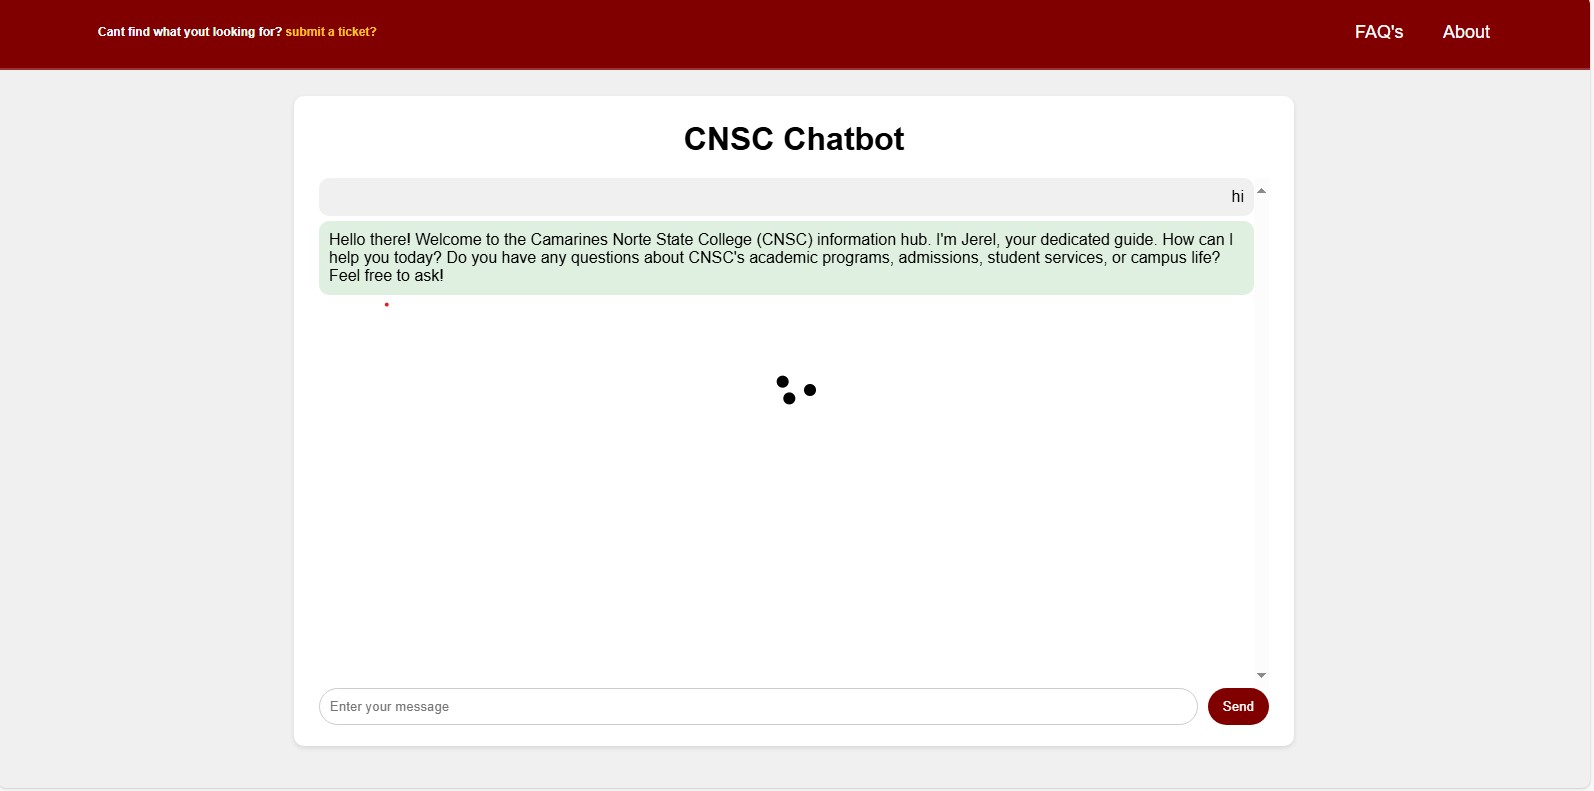 Cant find what yout looking for? submit a ticket?
FAQ's
About
CNSC Chatbot
hi
Hello there! Welcome to the Camarines Norte State College (CNSC) information hub. I'm Jerel, your dedicated guide. How can I
help you today? Do you have any questions about CNSC's academic programs, admissions, student services, or campus life?
Feel free to ask!
Enter your message
Send